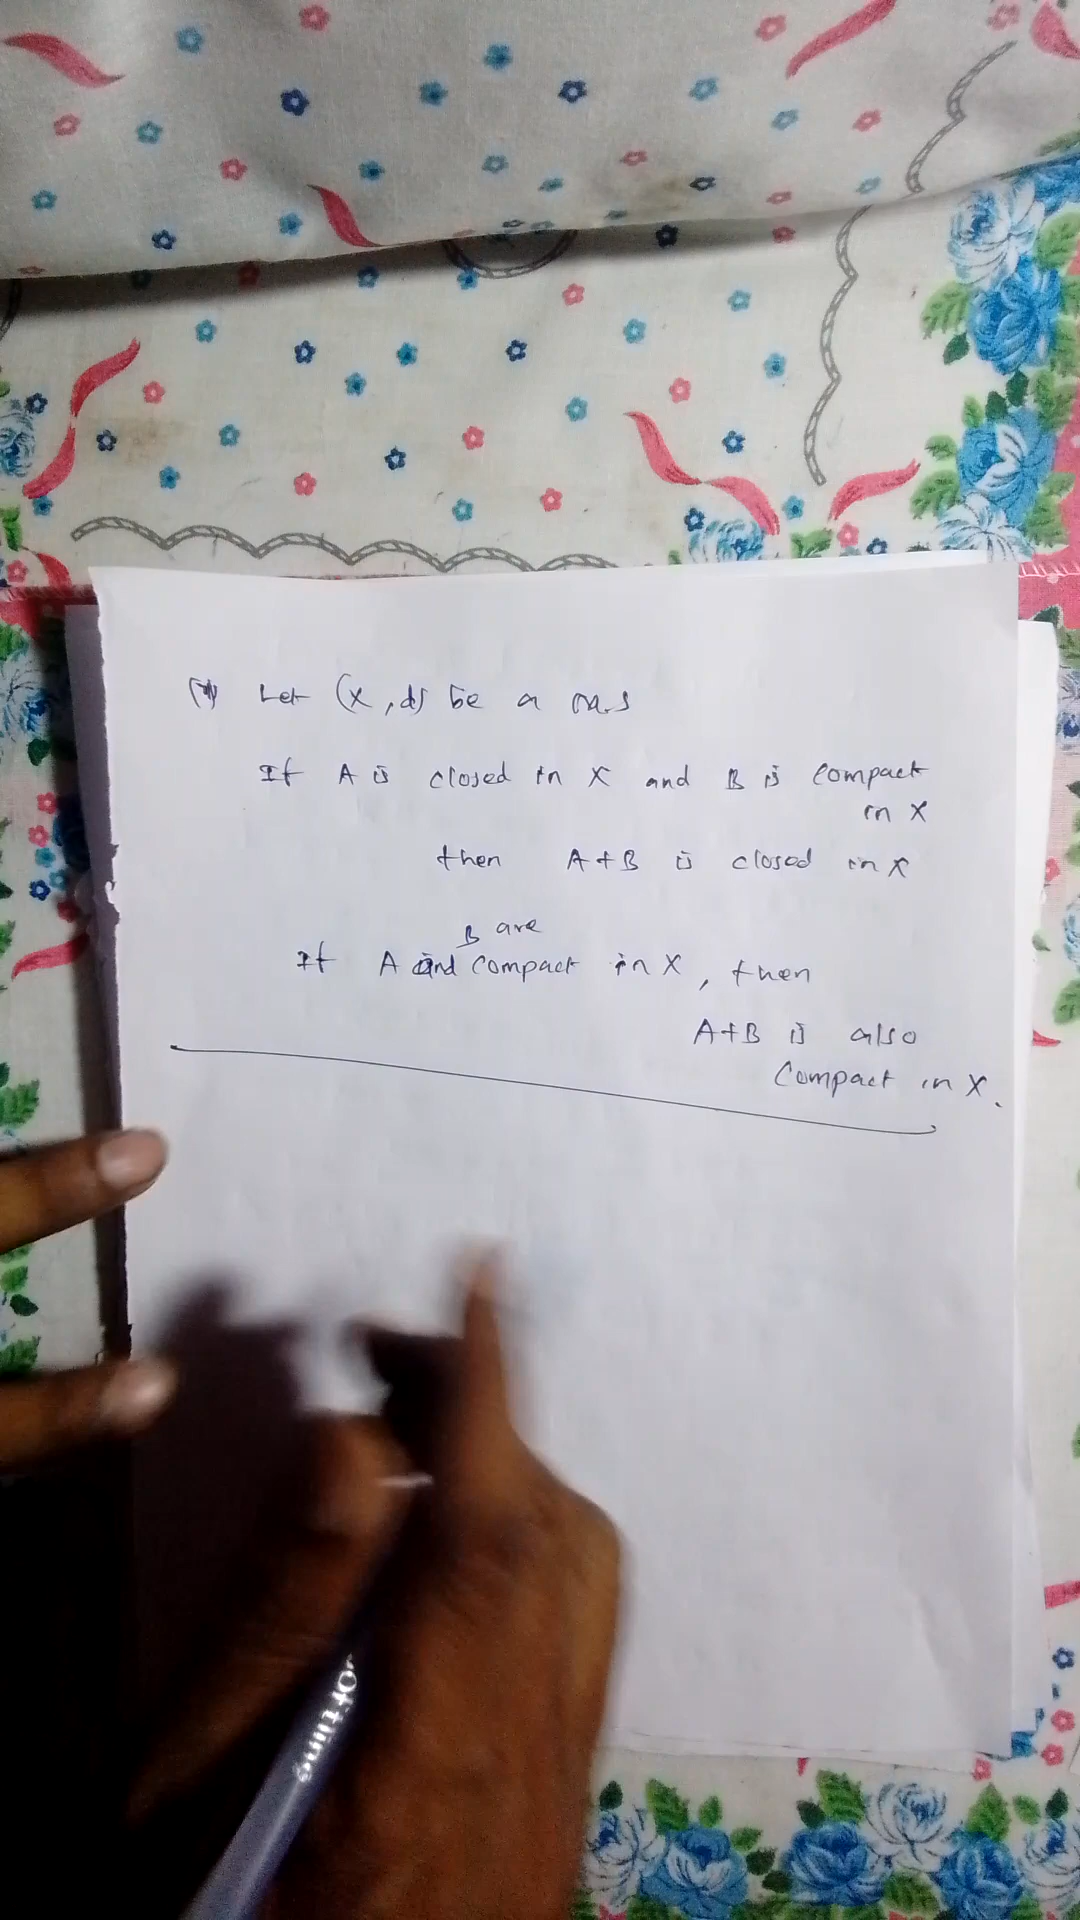 Let (X, d) be a m.s
If A is closed in X and B is compact
in X
then A+B is closed in X
B are
If A and compact in X, then
A+B is also
compact in X.
oftline